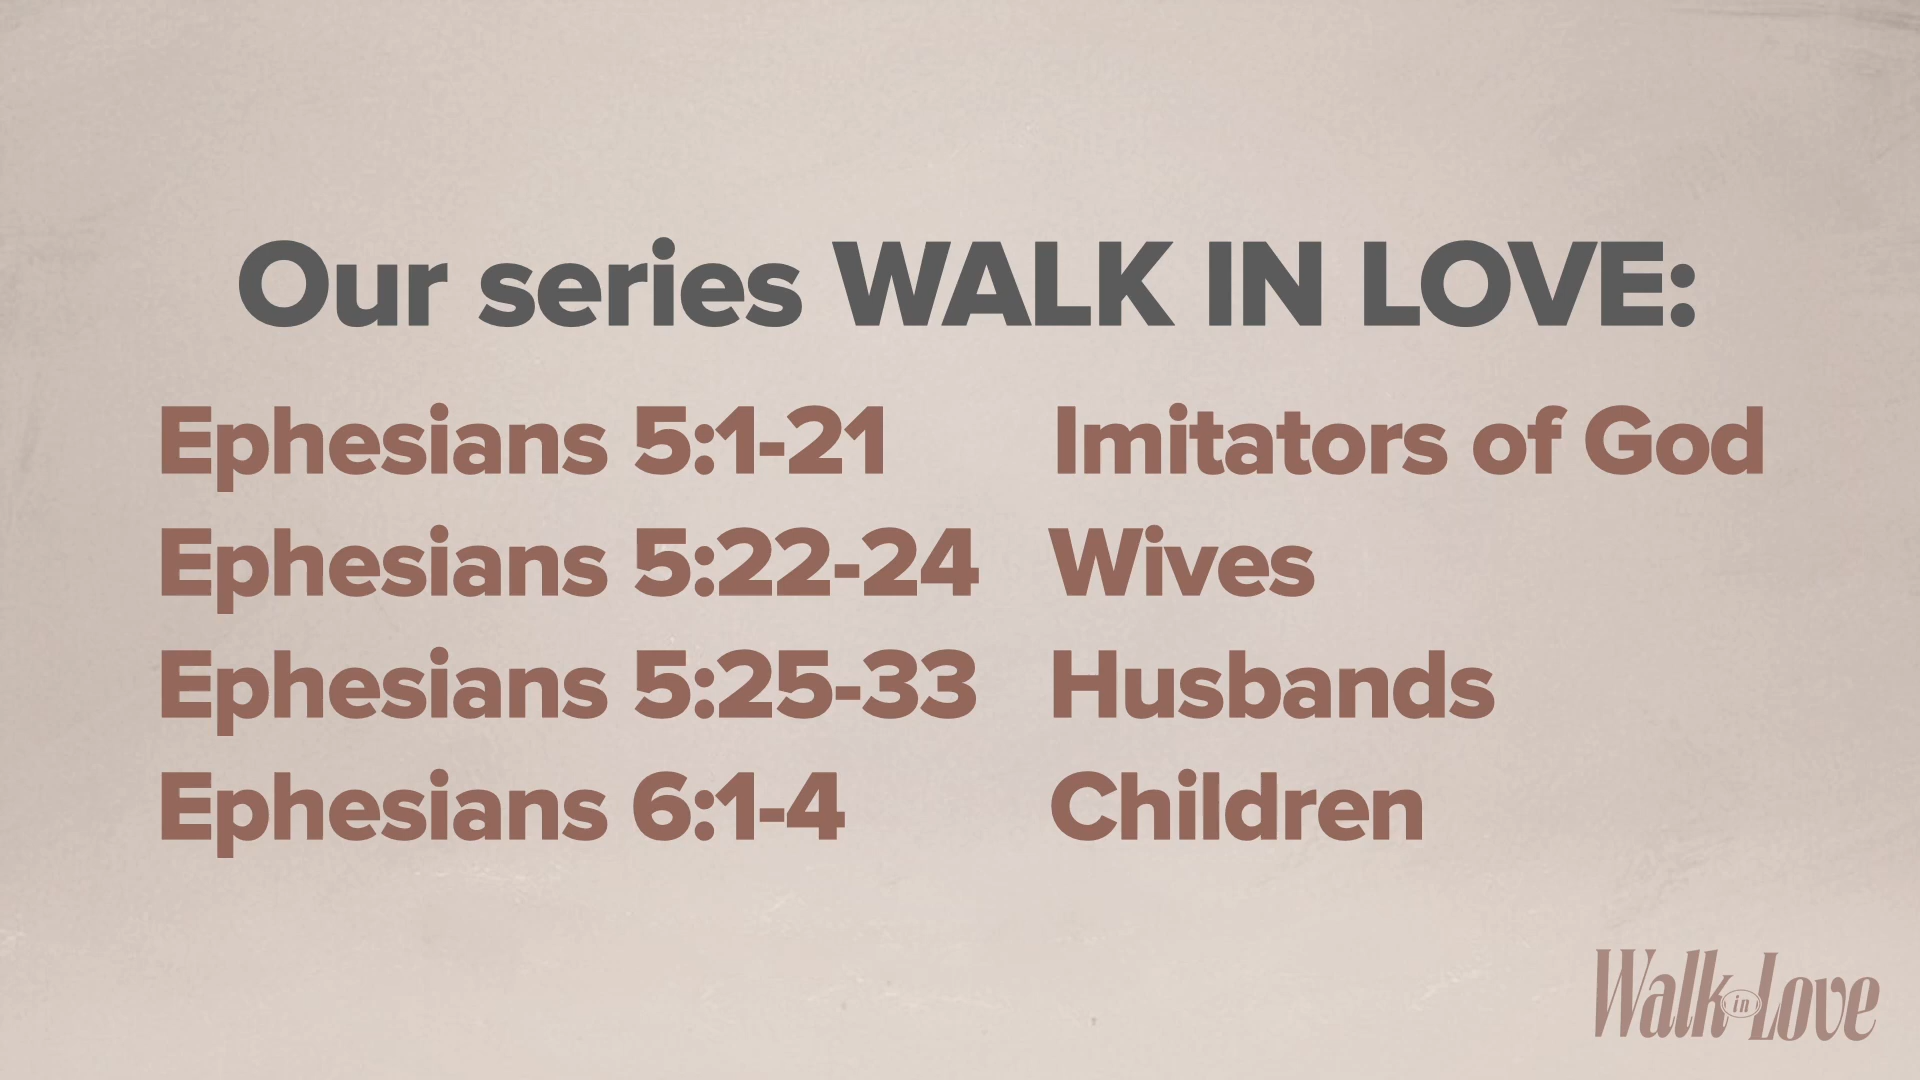 Our series WALK IN LOVE:
Ephesians 5:1-21 Imitators of God
Ephesians 5:22-24 Wives
Ephesians 5:25-33 Husbands
Ephesians 6:1-4 Children
Walk in Love